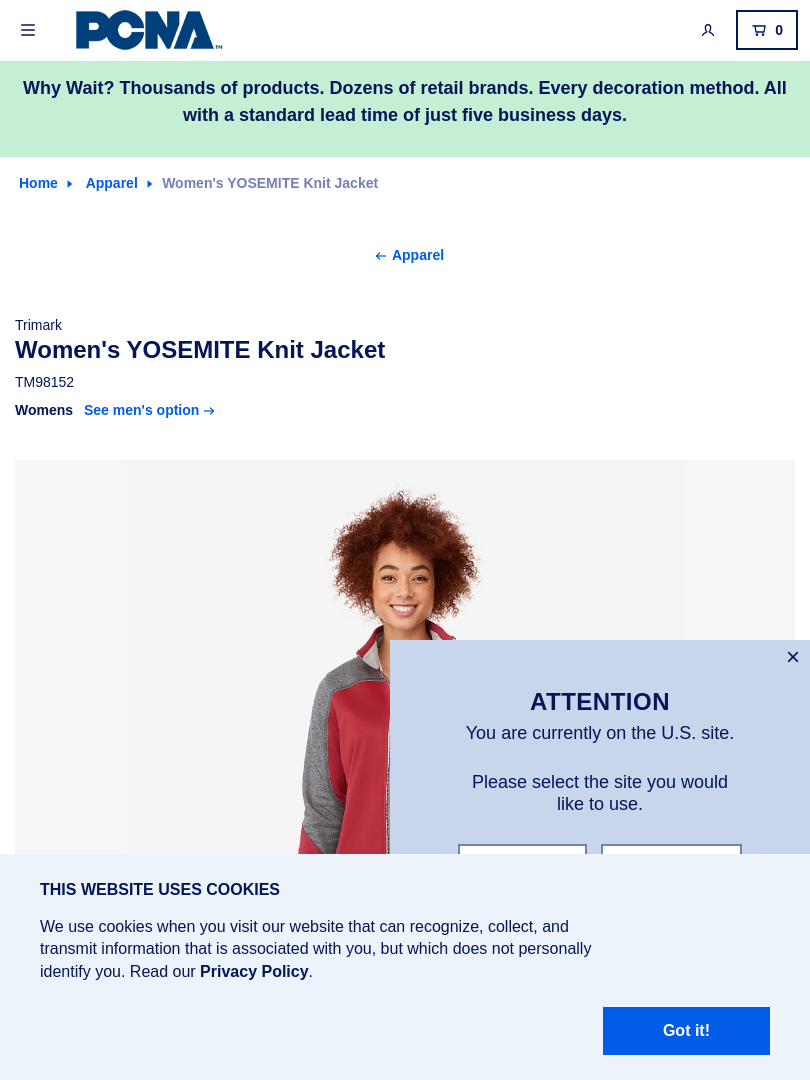 PCNA™
0
Why Wait? Thousands of products. Dozens of retail brands. Every decoration method. All
with a standard lead time of just five business days.
Home Apparel Women's YOSEMITE Knit Jacket
Apparel
Trimark
Women's YOSEMITE Knit Jacket
TM98152
Womens See men's option
ATTENTION
You are currently on the U.S. site.
Please select the site you would
like to use.
THIS WEBSITE USES COOKIES
We use cookies when you visit our website that can recognize, collect, and
transmit information that is associated with you, but which does not personally
identify you. Read our Privacy Policy.
Got it!